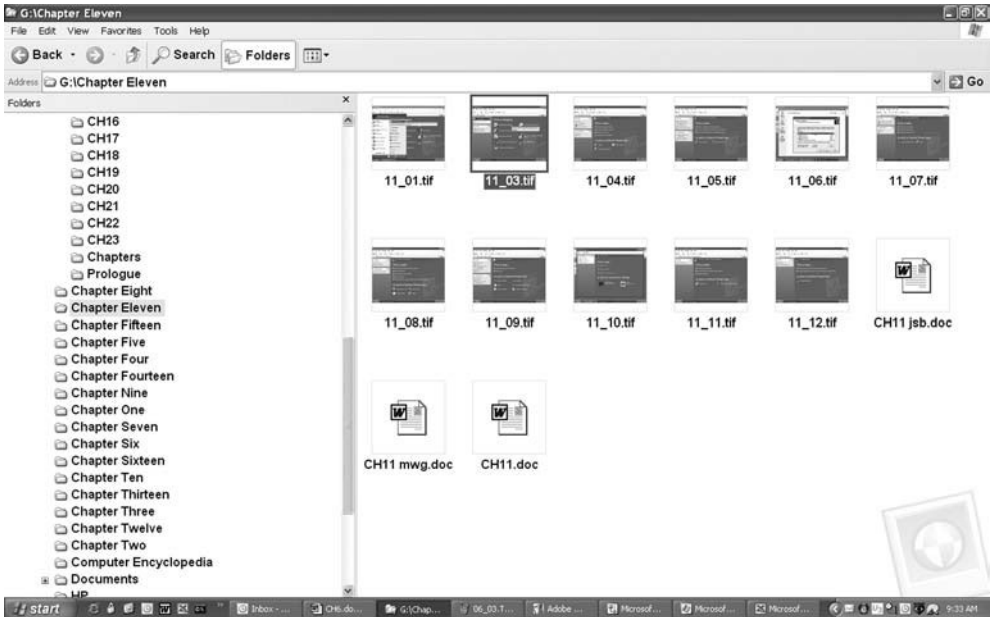 G:\Chapter Eleven
File Edit View Favorites Tools Help
Back Search Folders
Address G:\Chapter Eleven Go
Folders x
CH16
CH17
CH18
CH19
CH20
CH21
CH22
CH23
Chapters
Prologue
Chapter Eight
Chapter Eleven
Chapter Fifteen
Chapter Five
Chapter Four
Chapter Fourteen
Chapter Nine
Chapter One
Chapter Seven
Chapter Six
Chapter Sixteen
Chapter Ten
Chapter Thirteen
Chapter Three
Chapter Twelve
Chapter Two
Computer Encyclopedia
Documents
HP
11_01.tif 11_03.tif 11_04.tif 11_05.tif 11_06.tif 11_07.tif
11_08.tif 11_09.tif 11_10.tif 11_11.tif 11_12.tif CH11 jsb.doc
CH11 mwg.doc CH11.doc
start Inbox - ... CH6.do... G:\Chap... 06_03.T... Adobe ... Microsof... Microsof... Microsof... 9:33 AM